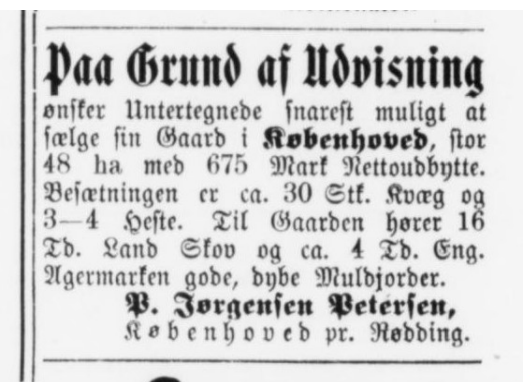 Paa Grund af Udvisning
ønsker Untertegnede snarest muligt at
sælge sin Gaard i Københoved, stor
48 ha med 675 Mark Nettoudbytte.
Besætningen er ca. 30 Stk. Kvæg og
3—4 Heste. Til Gaarden hører 16
Td. Land Skov og ca. 4 Td. Eng.
Agermarken gode, dybe Muldjorder.
P. Jørgensen Petersen,
Københoved pr. Rødding.